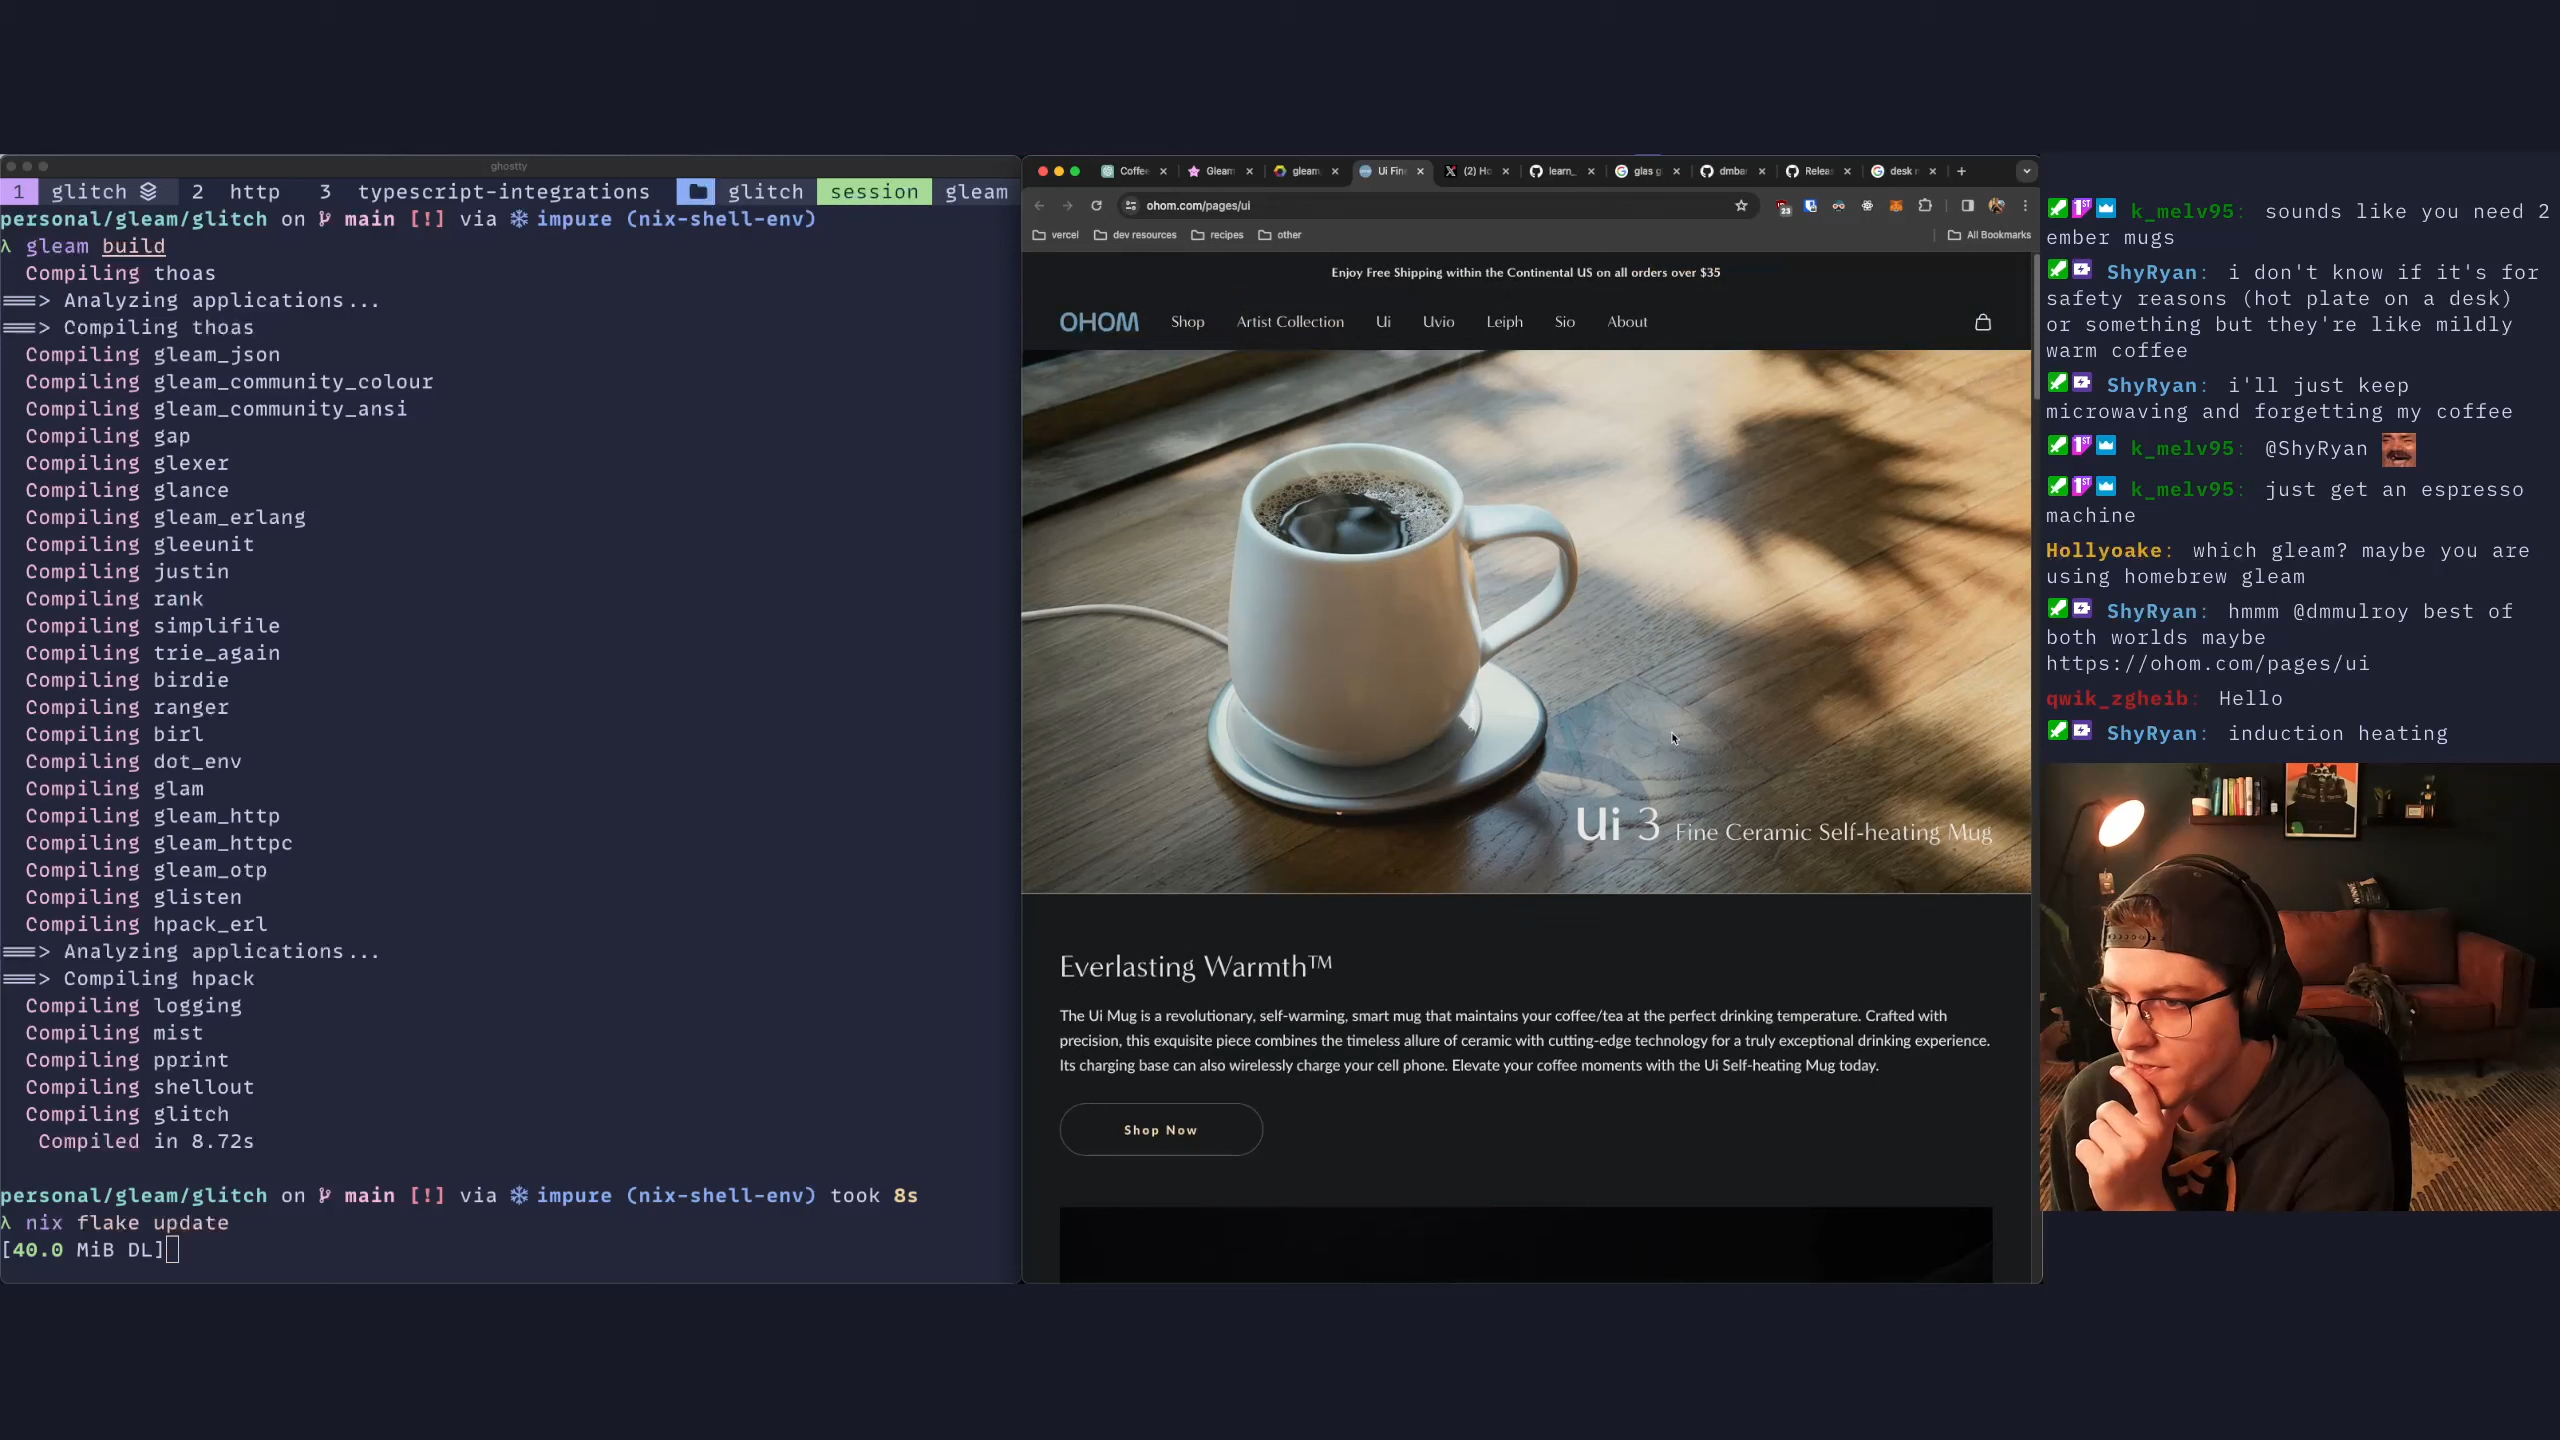 ghostty
1 glitch 2 http 3 typescript-integrations glitch session gleam
personal/gleam/glitch on main [!] via impure (nix-shell-env)
λ gleam build
Compiling thoas
===> Analyzing applications...
===> Compiling thoas
Compiling gleam_json
Compiling gleam_community_colour
Compiling gleam_community_ansi
Compiling gap
Compiling glexer
Compiling glance
Compiling gleam_erlang
Compiling gleeunit
Compiling justin
Compiling rank
Compiling simplifile
Compiling trie_again
Compiling birdie
Compiling ranger
Compiling birl
Compiling dot_env
Compiling glam
Compiling gleam_http
Compiling gleam_httpc
Compiling gleam_otp
Compiling glisten
Compiling hpack_erl
===> Analyzing applications...
===> Compiling hpack
Compiling logging
Compiling mist
Compiling pprint
Compiling shellout
Compiling glitch
Compiled in 8.72s
personal/gleam/glitch on main [!] via impure (nix-shell-env) took 8s
λ nix flake update
[40.0 MiB DL]
Coffee Gleam gleam Ui Fin (2) Ho learn_ glas g dmbar Relea desk r
ohom.com/pages/ui
23
vercel dev resources recipes other All Bookmarks
Enjoy Free Shipping within the Continental US on all orders over $35
OHOM Shop Artist Collection Ui Uvio Leiph Sio About
Ui 3 Fine Ceramic Self-heating Mug
Everlasting Warmth™
The Ui Mug is a revolutionary, self-warming, smart mug that maintains your coffee/tea at the perfect drinking temperature. Crafted with
precision, this exquisite piece combines the timeless allure of ceramic with cutting-edge technology for a truly exceptional drinking experience.
Its charging base can also wirelessly charge your cell phone. Elevate your coffee moments with the Ui Self-heating Mug today.
Shop Now
k_melv95: sounds like you need 2
ember mugs
ShyRyan: i don't know if it's for
safety reasons (hot plate on a desk)
or something but they're like mildly
warm coffee
ShyRyan: i'll just keep
microwaving and forgetting my coffee
k_melv95: @ShyRyan
k_melv95: just get an espresso
machine
Hollyoake: which gleam? maybe you are
using homebrew gleam
ShyRyan: hmmm @dmmulroy best of
both worlds maybe
https://ohom.com/pages/ui
qwik_zgheib: Hello
ShyRyan: induction heating